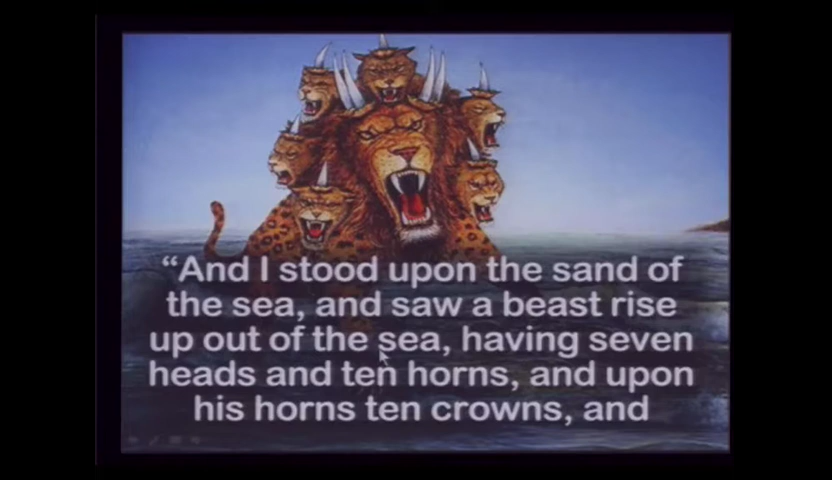 “And I stood upon the sand of
the sea, and saw a beast rise
up out of the sea, having seven
heads and ten horns, and upon
his horns ten crowns, and